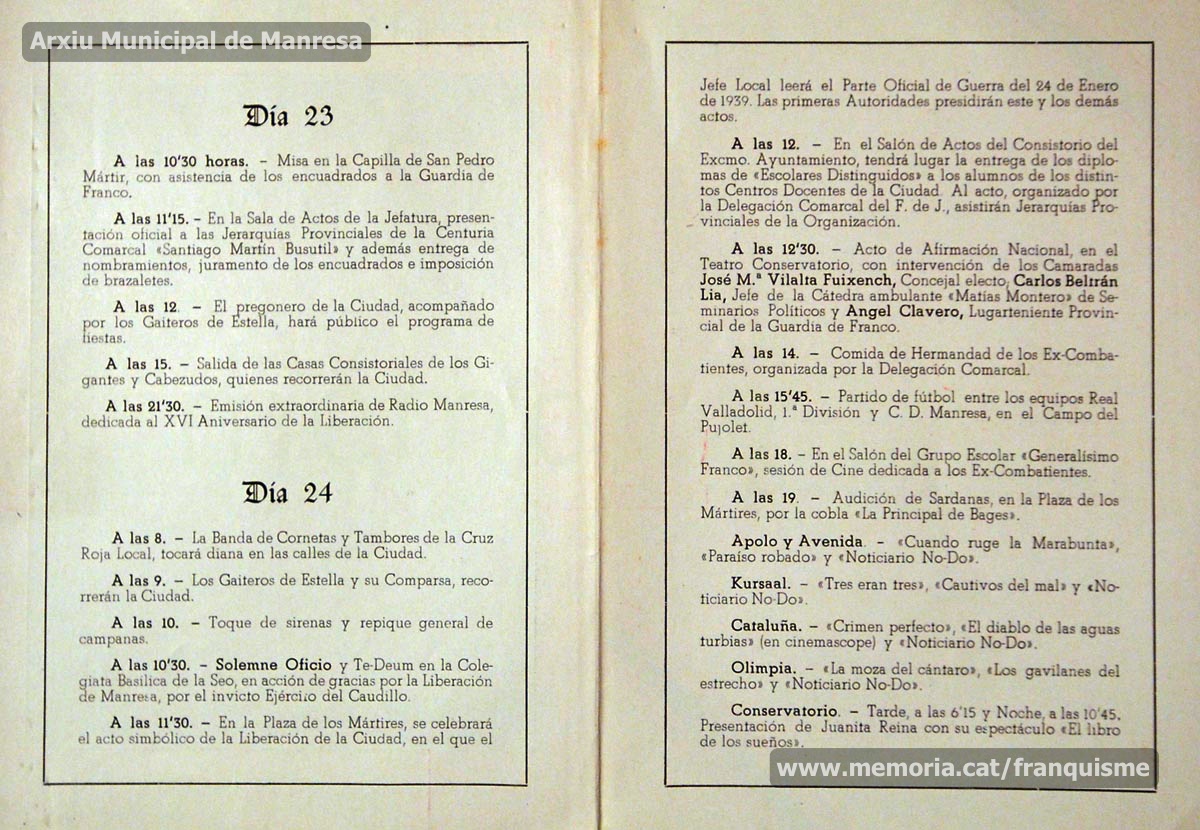 Arxiu Municipal de Manresa
Día 23
A las 10'30 horas. – Misa en la Capilla de San Pedro
Mártir, con asistencia de los encuadrados a la Guardia de
Franco.
A las 11'15. – En la Sala de Actos de la Jefatura, presen-
tación oficial a las Jerarquías Provinciales de la Centuria
Comarcal «Santiago Martín Busutil» y además entrega de
nombramientos, juramento de los encuadrados e imposición
de brazaletes.
A las 12. – El pregonero de la Ciudad, acompañado
por los Gaiteros de Estella, hará público el programa de
fiestas.
A las 15. – Salida de las Casas Consistoriales de los Gi-
gantes y Cabezudos, quienes recorrerán la Ciudad.
A las 21'30. – Emisión extraordinaria de Radio Manresa,
dedicada al XVI Aniversario de la Liberación.
Día 24
A las 8. – La Banda de Cornetas y Tambores de la Cruz
Roja Local, tocará diana en las calles de la Ciudad.
A las 9. – Los Gaiteros de Estella y su Comparsa, reco-
rrerán la Ciudad.
A las 10. – Toque de sirenas y repique general de
campanas.
A las 10'30. – Solemne Oficio y Te-Deum en la Cole-
giata Basílica de la Seo, en acción de gracias por la Liberación
de Manresa, por el invicto Ejército del Caudillo.
A las 11'30. – En la Plaza de los Mártires, se celebrará
el acto simbólico de la Liberación de la Ciudad, en el que el
Jefe Local leerá el Parte Oficial de Guerra del 24 de Enero
de 1939. Las primeras Autoridades presidirán este y los demás
actos.
A las 12. – En el Salón de Actos del Consistorio del
Excmo. Ayuntamiento, tendrá lugar la entrega de los diplo-
mas de «Escolares Distinguidos» a los alumnos de los distin-
tos Centros Docentes de la Ciudad. Al acto, organizado por
la Delegación Comarcal del F. de J., asistirán Jerarquías Pro-
vinciales de la Organización.
A las 12'30. – Acto de Afirmación Nacional, en el
Teatro Conservatorio, con intervención de los Camaradas
José M.ª Vilalta Fuixench, Concejal electo, Carlos Beltrán
Lia, Jefe de la Cátedra ambulante «Matías Montero» de Se-
minarios Políticos y Angel Clavero, Lugarteniente Provin-
cial de la Guardia de Franco.
A las 14. – Comida de Hermandad de los Ex-Comba-
tientes, organizada por la Delegación Comarcal.
A las 15'45. – Partido de fútbol entre los equipos Real
Valladolid, 1.ª División y C. D. Manresa, en el Campo del
Pujolet.
A las 18. – En el Salón del Grupo Escolar «Generalísimo
Franco», sesión de Cine dedicada a los Ex-Combatientes.
A las 19. – Audición de Sardanas, en la Plaza de los
Mártires, por la cobla «La Principal de Bages».
Apolo y Avenida. – «Cuando ruge la Marabunta»,
«Paraíso robado» y «Noticiario No-Do».
Kursaal. – «Tres eran tres», «Cautivos del mal» y «No-
ticiario No-Do».
Cataluña. – «Crimen perfecto», «El diablo de las aguas
turbias» (en cinemascope) y «Noticiario No-Do».
Olimpia. – «La moza del cántaro», «Los gavilanes del
estrecho» y «Noticiario No-Do».
Conservatorio. – Tarde, a las 6'15 y Noche, a las 10'45.
Presentación de Juanita Reina con su espectáculo «El libro
de los sueños».
www.memoria.cat/franquisme